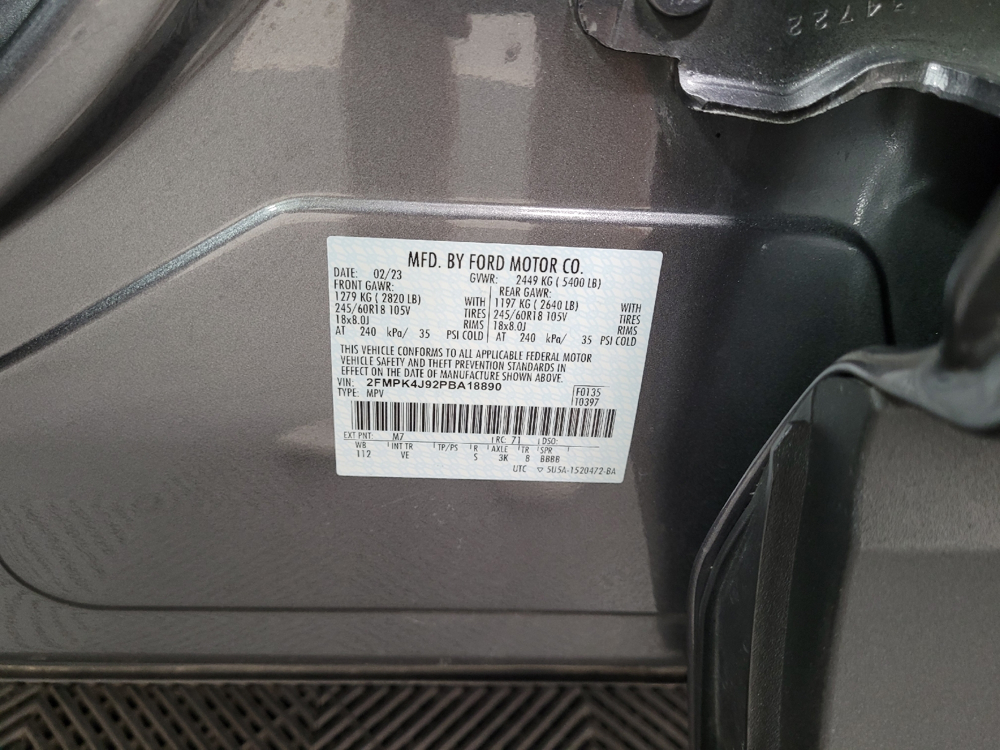 34722
MFD. BY FORD MOTOR CO.
DATE: 02/23 GVWR: 2449 KG ( 5400 LB)
FRONT GAWR: REAR GAWR:
1279 KG ( 2820 LB) WITH 1197 KG ( 2640 LB) WITH
245/60R18 105V TIRES 245/60R18 105V TIRES
18x8.0J RIMS 18x8.0J RIMS
AT 240 kPa/ 35 PSI COLD AT 240 kPa/ 35 PSI COLD
THIS VEHICLE CONFORMS TO ALL APPLICABLE FEDERAL MOTOR
VEHICLE SAFETY AND THEFT PREVENTION STANDARDS IN
EFFECT ON THE DATE OF MANUFACTURE SHOWN ABOVE.
VIN: 2FMPK4J92PBA18890 F0135
TYPE: MPV T0397
EXT PNT: M7 RC: 71 DSO:
WB INT TR TP/PS R AXLE TR SPR
112 VE S 3K 8 BBBB
UTC ▽ 5U5A-1520472-BA